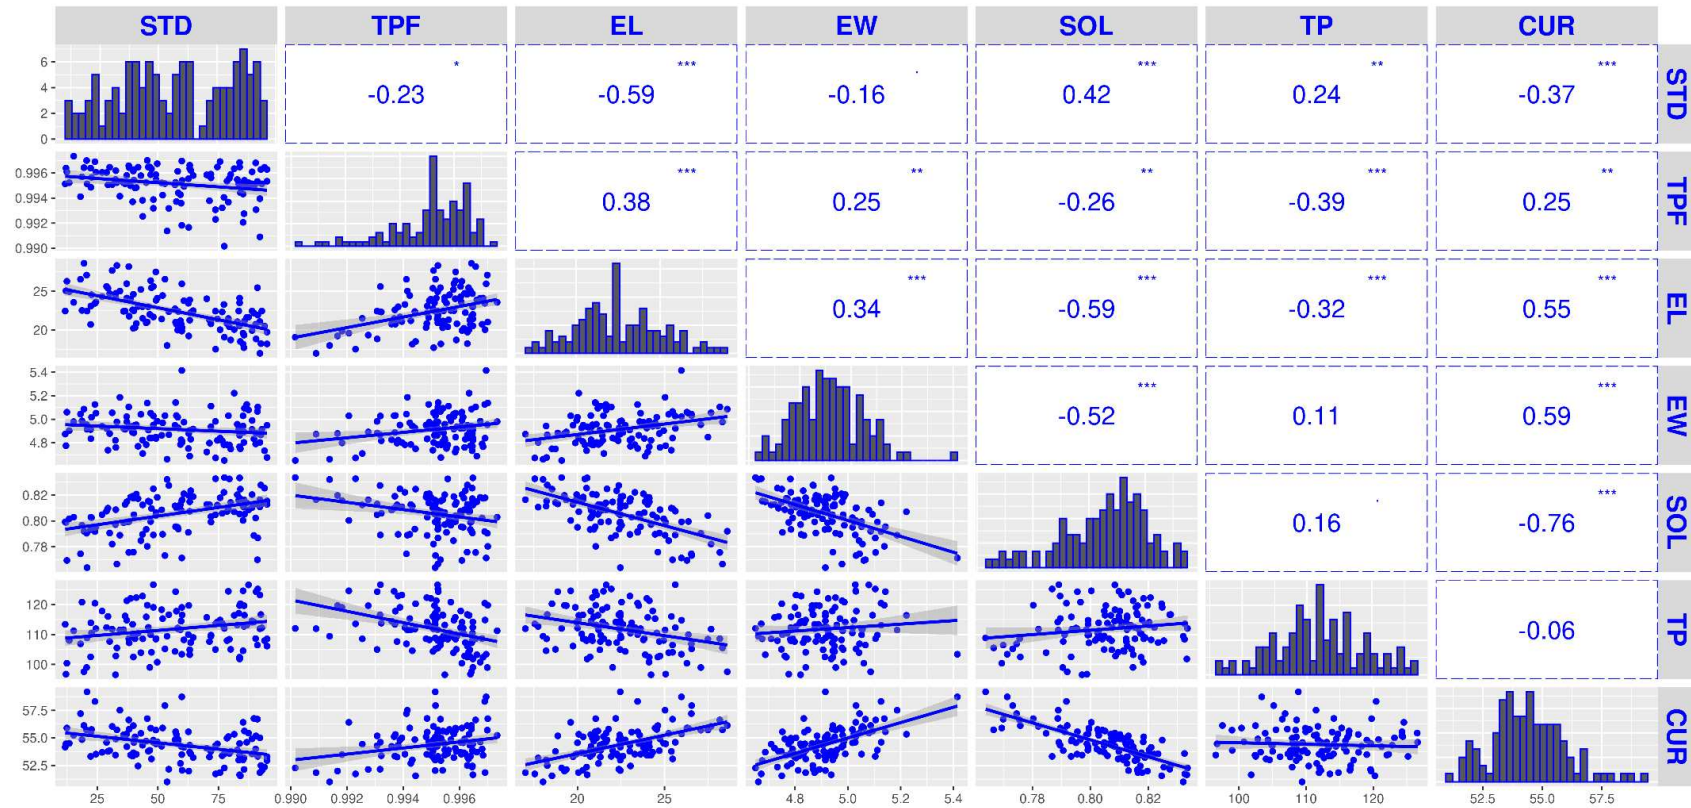 STD TPF EL EW SOL TP CUR
6
4
2
0
* *** . *** ** ***
-0.23 -0.59 -0.16 0.42 0.24 -0.37
STD
0.996
0.994
0.992
0.990
*** ** ** *** **
0.38 0.25 -0.26 -0.39 0.25
TPF
25
20
*** *** *** ***
0.34 -0.59 -0.32 0.55
EL
5.4
5.2
5.0
4.8
*** ***
-0.52 0.11 0.59
EW
0.82
0.80
0.78
. ***
0.16 -0.76
SOL
120
110
100
-0.06
TP
57.5
55.0
52.5
CUR
25 50 75 0.990 0.992 0.994 0.996 20 25 4.8 5.0 5.2 5.4 0.78 0.80 0.82 100 110 120 52.5 55.0 57.5